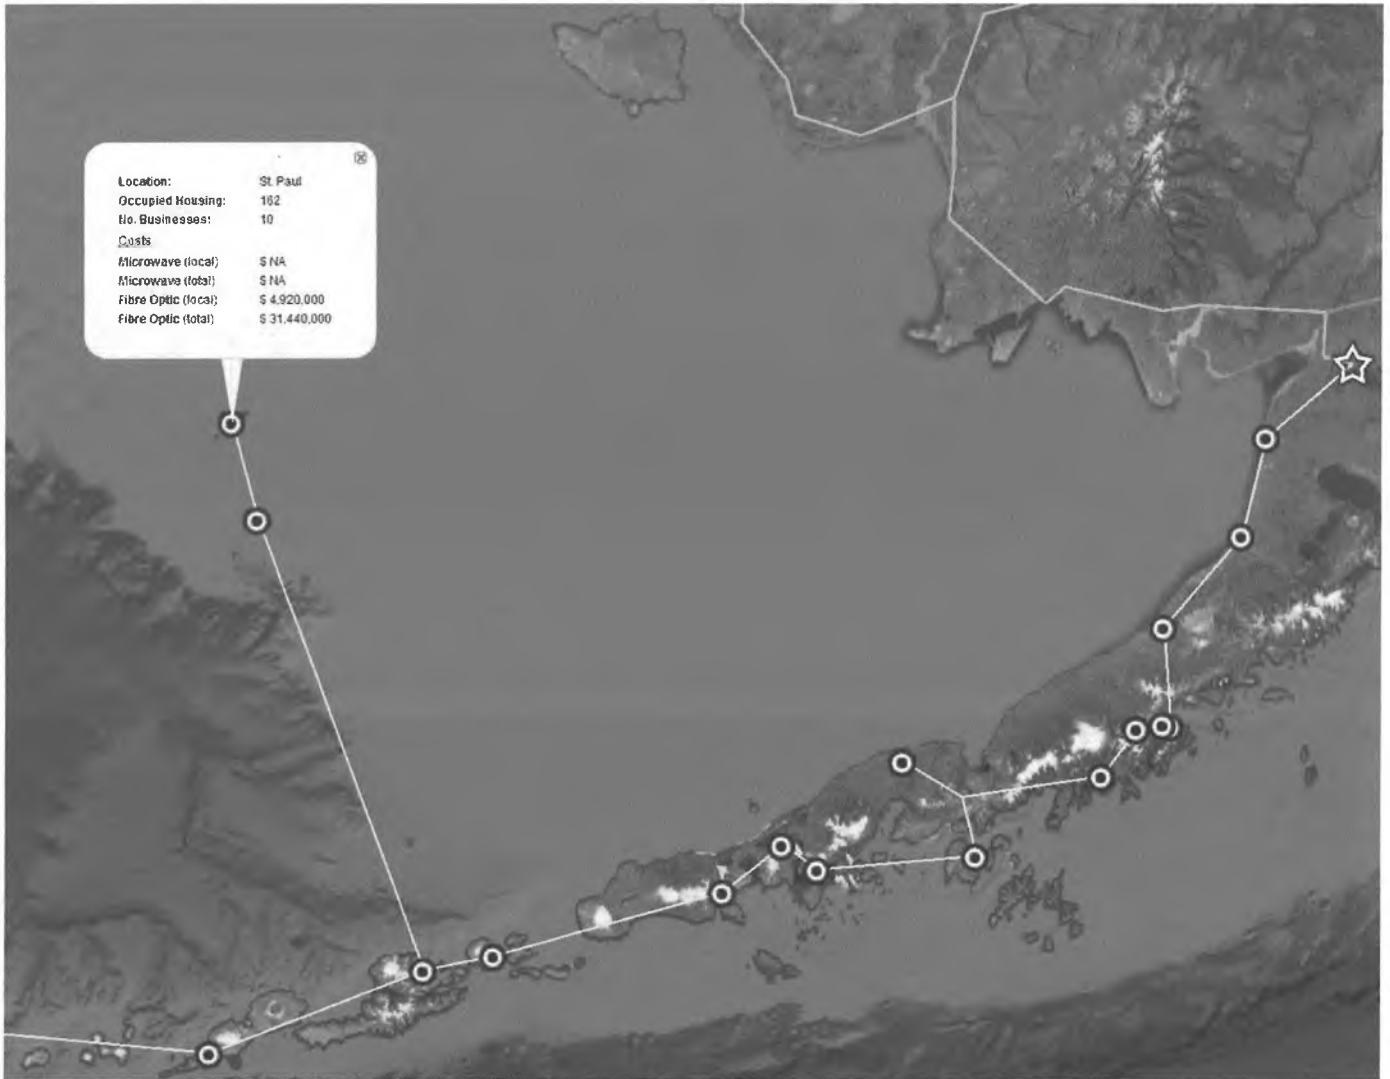 Location: St. Paul
Occupied Housing: 162
No. Businesses: 10
Costs
Microwave (local) $ NA
Microwave (total) $ NA
Fibre Optic (local) $ 4,920,000
Fibre Optic (total) $ 31,440,000